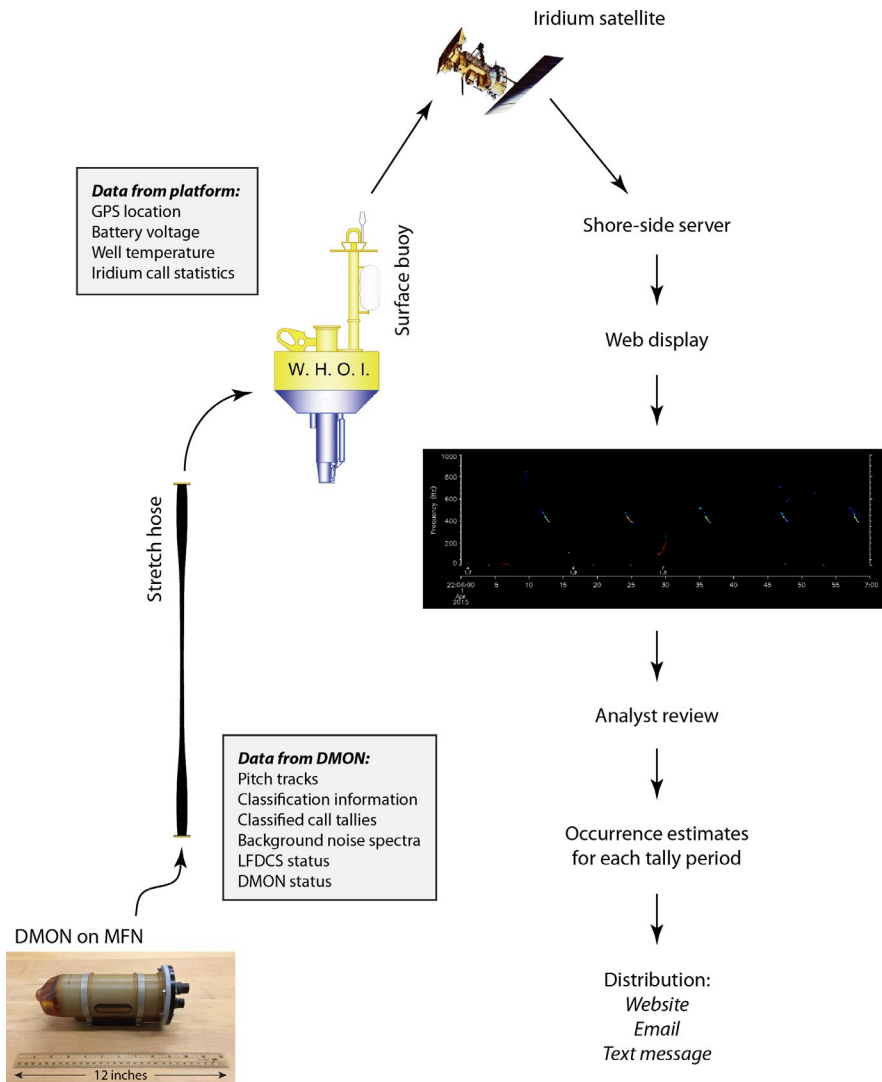 Iridium satellite
Data from platform:
GPS location
Battery voltage
Well temperature
Iridium call statistics
Surface buoy
W. H. O. I.
Shore-side server
Web display
Stretch hose
Frequency (Hz)
1000
800
600
400
200
0
22:06:00
5
10
15
20
25
30
35
40
45
50
55
7:00
1
Apr
2015
Analyst review
Data from DMON:
Pitch tracks
Classification information
Classified call tallies
Background noise spectra
LFDCS status
DMON status
Occurrence estimates
for each tally period
DMON on MFN
12 inches
Distribution:
Website
Email
Text message